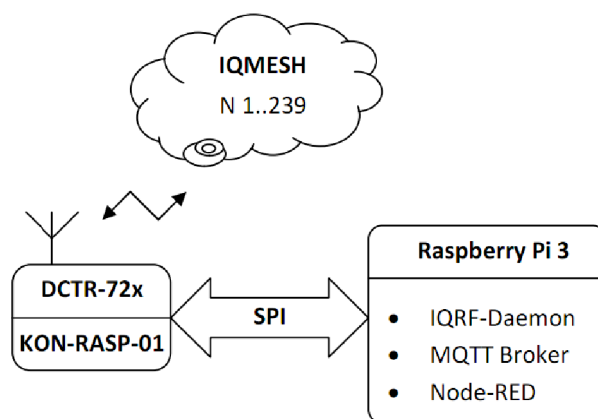 IQMESH
N 1..239
DCTR-72x
KON-RASP-01
SPI
Raspberry Pi 3
• IQRF-Daemon
• MQTT Broker
• Node-RED